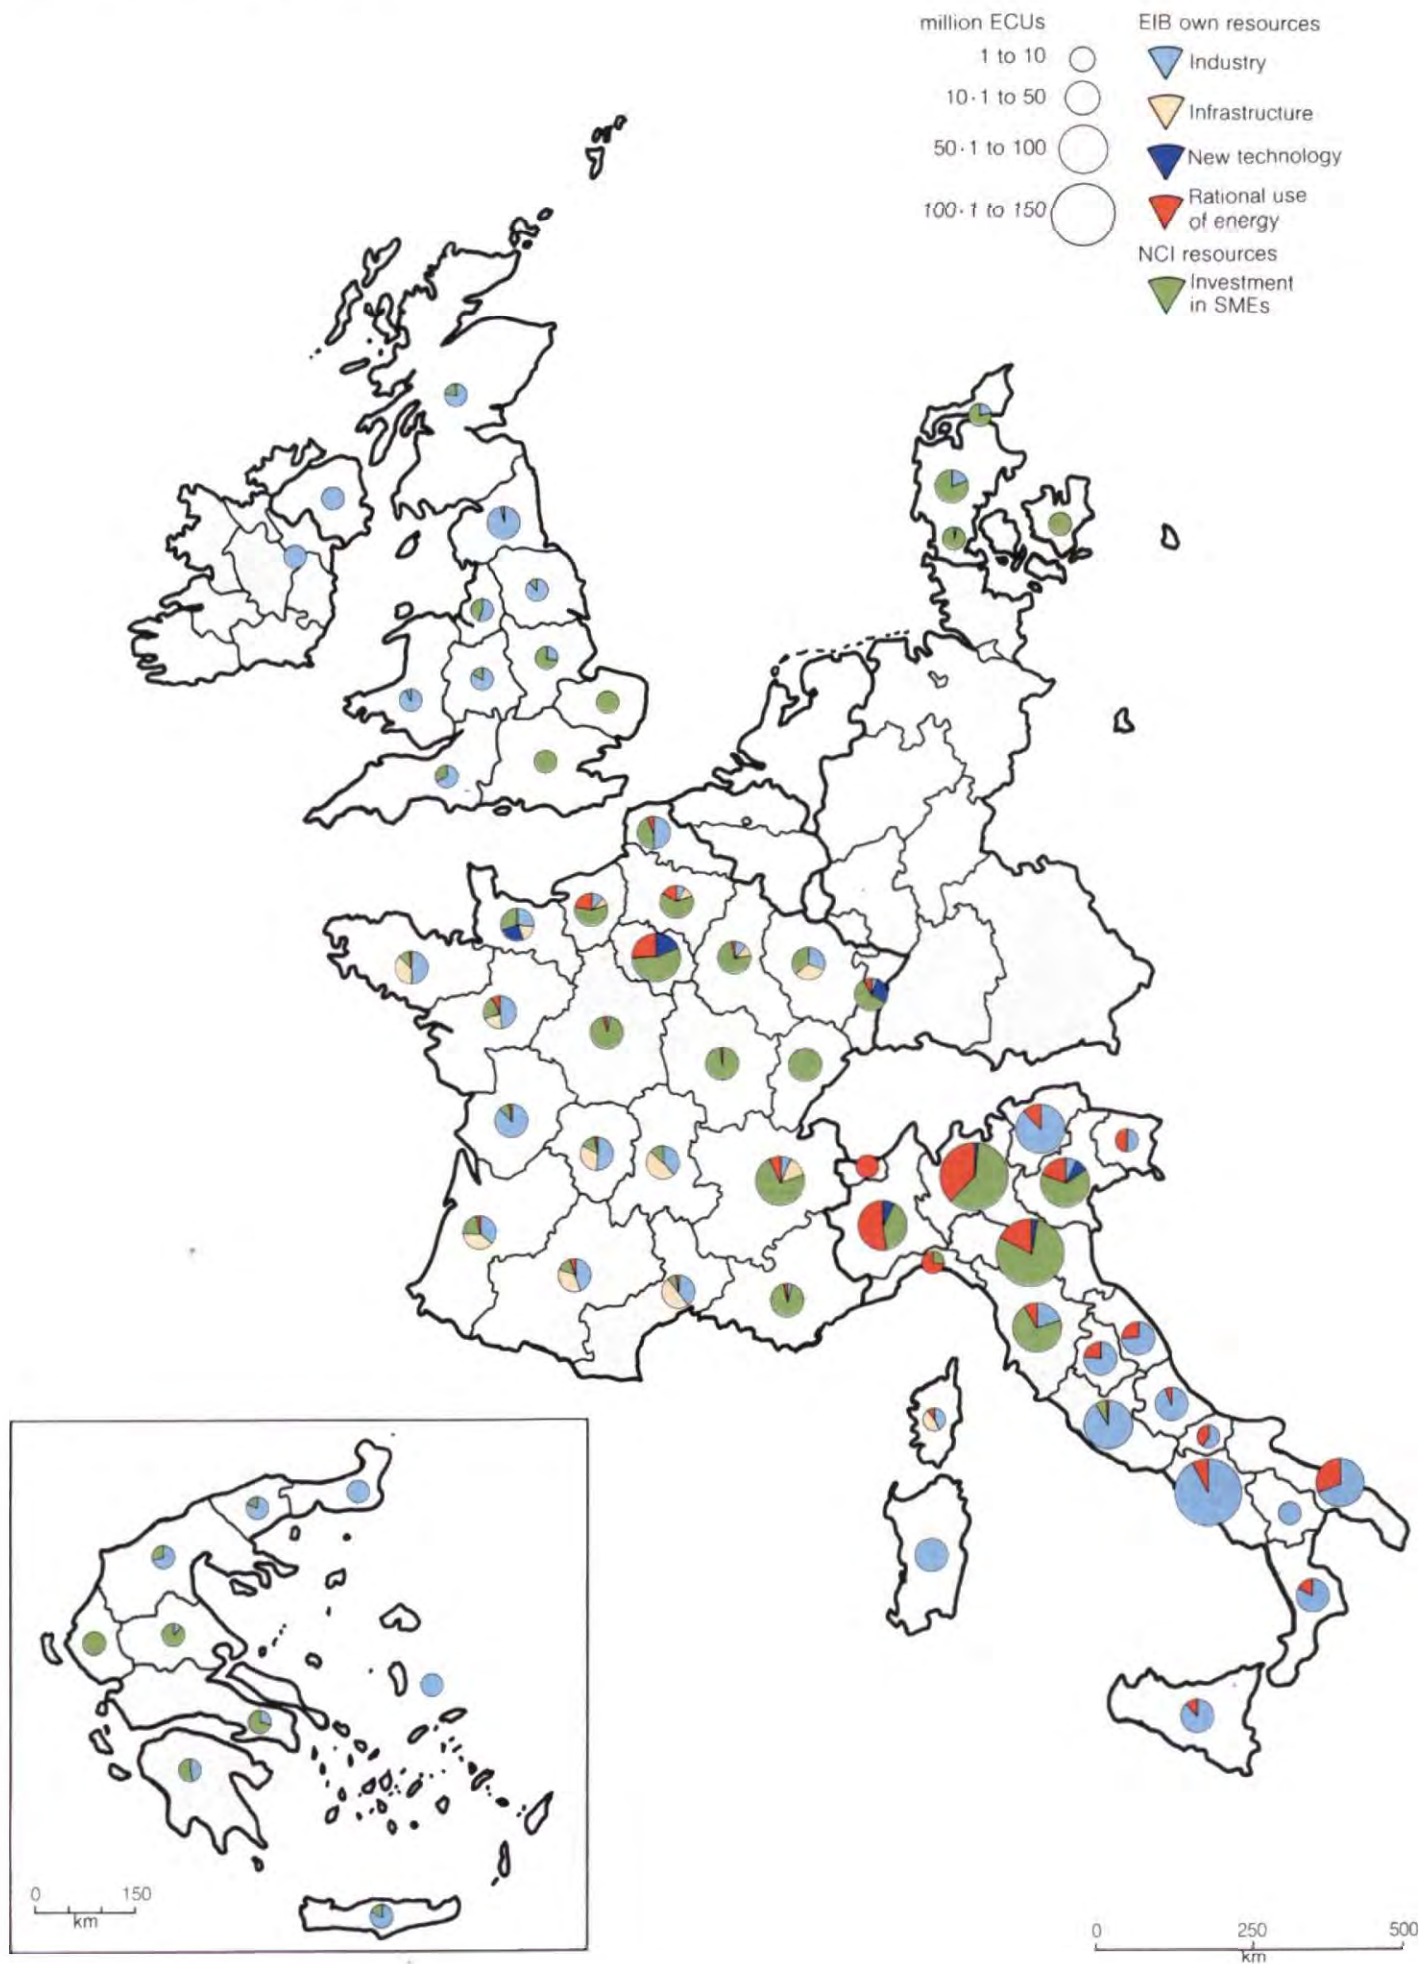 million ECUs
1 to 10
10·1 to 50
50·1 to 100
100·1 to 150
EIB own resources
Industry
Infrastructure
New technology
Rational use
of energy
NCI resources
Investment
in SMEs
0 150
km
0 250 500
km